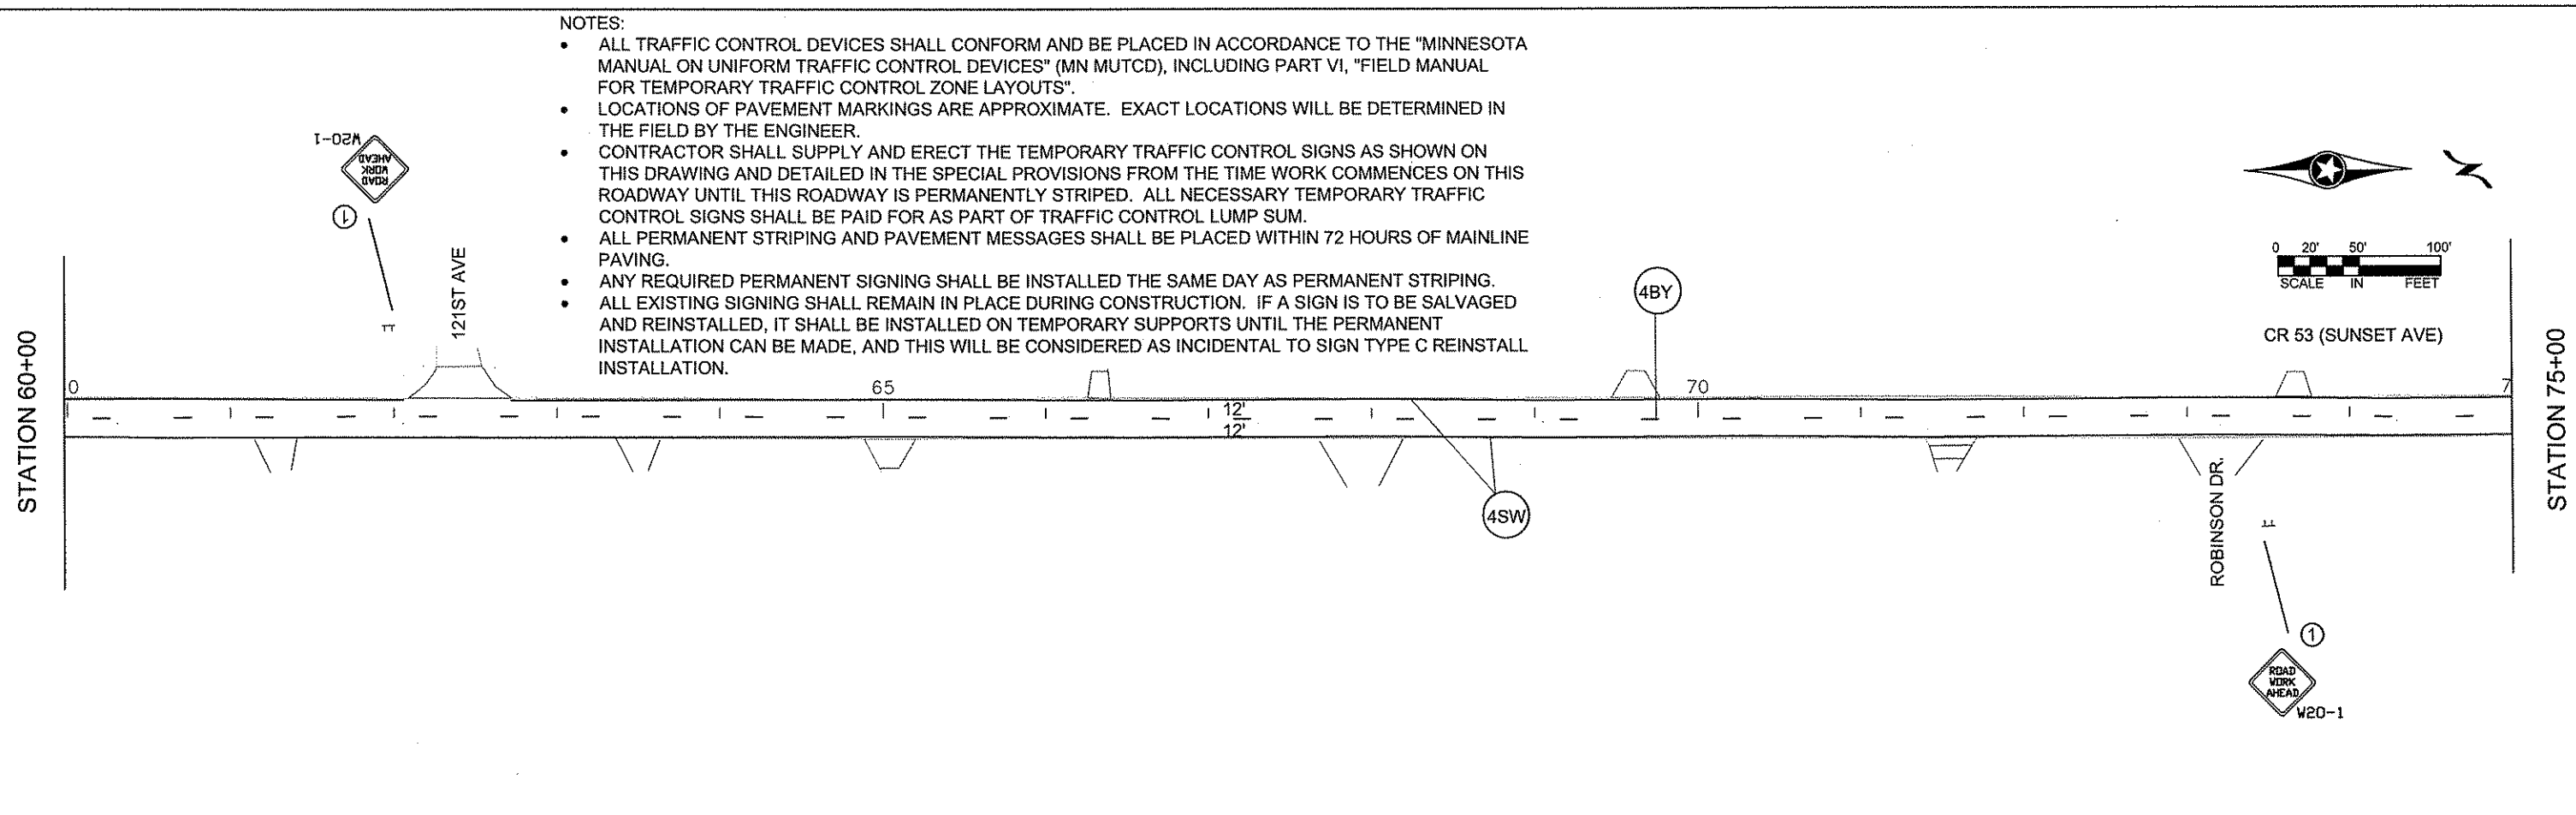 NOTES:
• ALL TRAFFIC CONTROL DEVICES SHALL CONFORM AND BE PLACED IN ACCORDANCE TO THE "MINNESOTA
MANUAL ON UNIFORM TRAFFIC CONTROL DEVICES" (MN MUTCD), INCLUDING PART VI, "FIELD MANUAL
FOR TEMPORARY TRAFFIC CONTROL ZONE LAYOUTS".
• LOCATIONS OF PAVEMENT MARKINGS ARE APPROXIMATE. EXACT LOCATIONS WILL BE DETERMINED IN
THE FIELD BY THE ENGINEER.
• CONTRACTOR SHALL SUPPLY AND ERECT THE TEMPORARY TRAFFIC CONTROL SIGNS AS SHOWN ON
THIS DRAWING AND DETAILED IN THE SPECIAL PROVISIONS FROM THE TIME WORK COMMENCES ON THIS
ROADWAY UNTIL THIS ROADWAY IS PERMANENTLY STRIPED. ALL NECESSARY TEMPORARY TRAFFIC
CONTROL SIGNS SHALL BE PAID FOR AS PART OF TRAFFIC CONTROL LUMP SUM.
• ALL PERMANENT STRIPING AND PAVEMENT MESSAGES SHALL BE PLACED WITHIN 72 HOURS OF MAINLINE
PAVING.
• ANY REQUIRED PERMANENT SIGNING SHALL BE INSTALLED THE SAME DAY AS PERMANENT STRIPING.
• ALL EXISTING SIGNING SHALL REMAIN IN PLACE DURING CONSTRUCTION. IF A SIGN IS TO BE SALVAGED
AND REINSTALLED, IT SHALL BE INSTALLED ON TEMPORARY SUPPORTS UNTIL THE PERMANENT
INSTALLATION CAN BE MADE, AND THIS WILL BE CONSIDERED AS INCIDENTAL TO SIGN TYPE C REINSTALL
INSTALLATION.
W20-1
ROAD
WORK
AHEAD
1
121ST AVE
STATION 60+00
0
65
12'
12'
4BY
70
4SW
N
0 20' 50' 100'
SCALE IN FEET
CR 53 (SUNSET AVE)
7
STATION 75+00
ROBINSON DR.
1
ROAD
WORK
AHEAD
W20-1